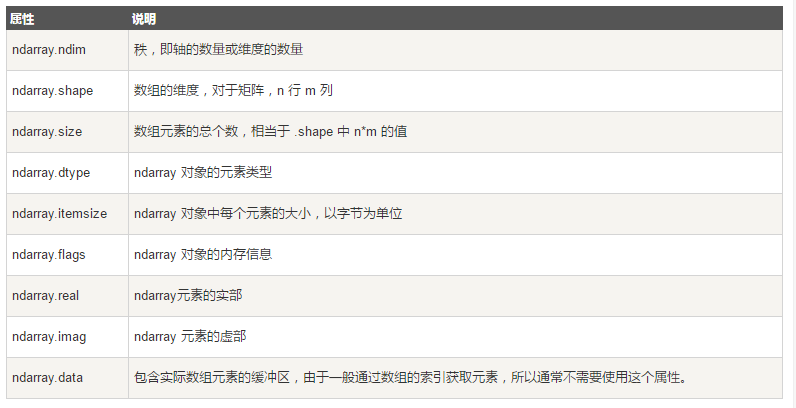 属性 说明
ndarray.ndim 秩，即轴的数量或维度的数量
ndarray.shape 数组的维度，对于矩阵，n 行 m 列
ndarray.size 数组元素的总个数，相当于 .shape 中 n*m 的值
ndarray.dtype ndarray 对象的元素类型
ndarray.itemsize ndarray 对象中每个元素的大小，以字节为单位
ndarray.flags ndarray 对象的内存信息
ndarray.real ndarray元素的实部
ndarray.imag ndarray 元素的虚部
ndarray.data 包含实际数组元素的缓冲区，由于一般通过数组的索引获取元素，所以通常不需要使用这个属性。